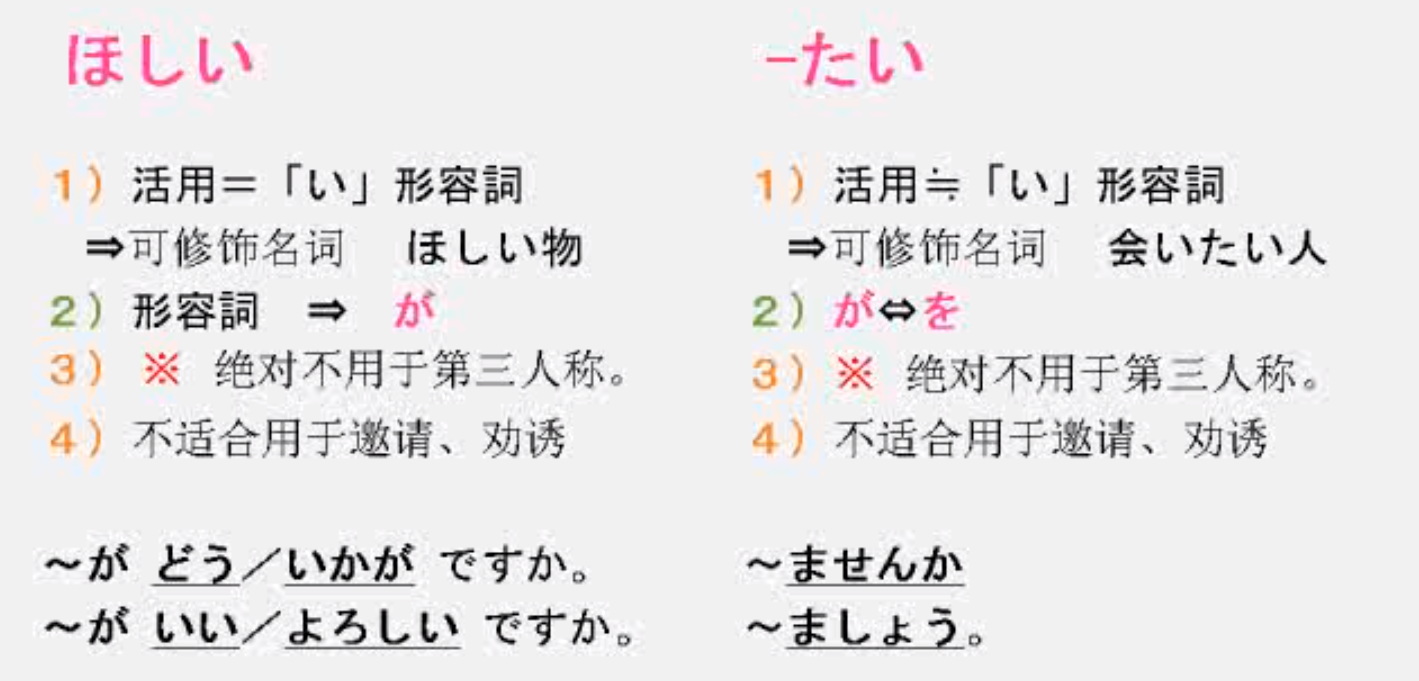 ほしい
1）活用＝「い」形容詞
⇒可修饰名词　ほしい物
2）形容詞　⇒　が
3）※ 绝对不用于第三人称。
4）不适合用于邀请、劝诱
～が どう／いかが ですか。
～が いい／よろしい ですか。
-たい
1）活用≒「い」形容詞
⇒可修饰名词　会いたい人
2）が⇔を
3）※ 绝对不用于第三人称。
4）不适合用于邀请、劝诱
～ませんか
～ましょう。